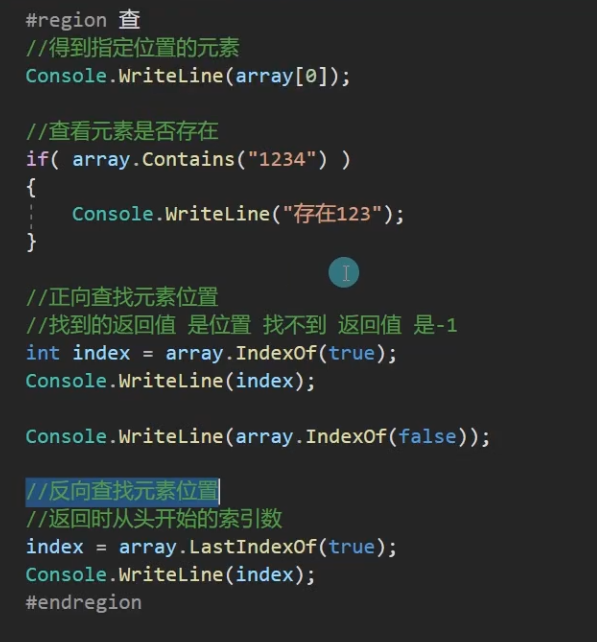 #region 查
//得到指定位置的元素
Console.WriteLine(array[0]);
//查看元素是否存在
if( array.Contains("1234") )
{
Console.WriteLine("存在123");
}
//正向查找元素位置
//找到的返回值 是位置 找不到 返回值 是-1
int index = array.IndexOf(true);
Console.WriteLine(index);
Console.WriteLine(array.IndexOf(false));
//反向查找元素位置
//返回时从头开始的索引数
index = array.LastIndexOf(true);
Console.WriteLine(index);
#endregion